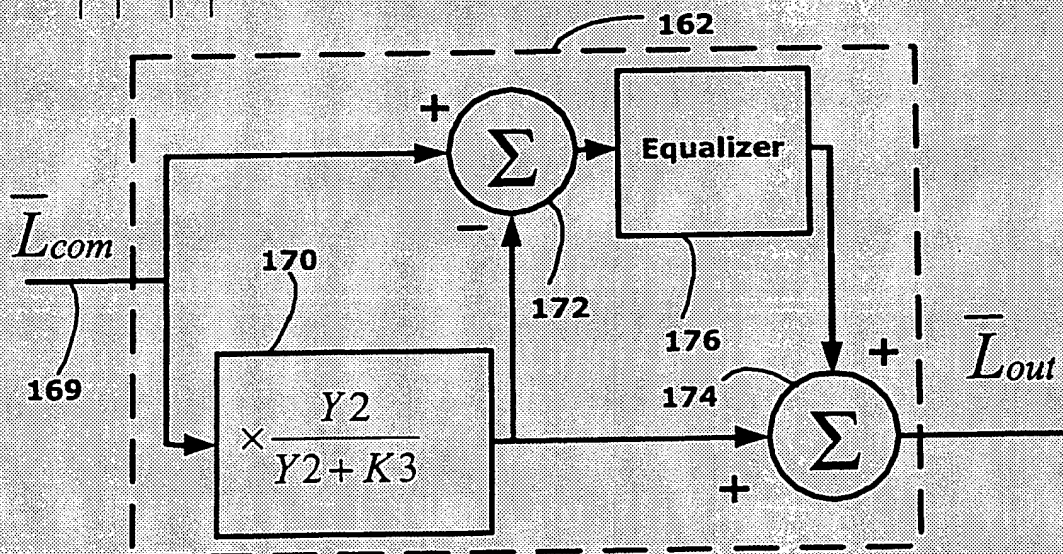 162
+
Σ
Equalizer
L̅com
−
170
172
176
169
+
L̅out
174
× Y2
Y2 + K3
Σ
+